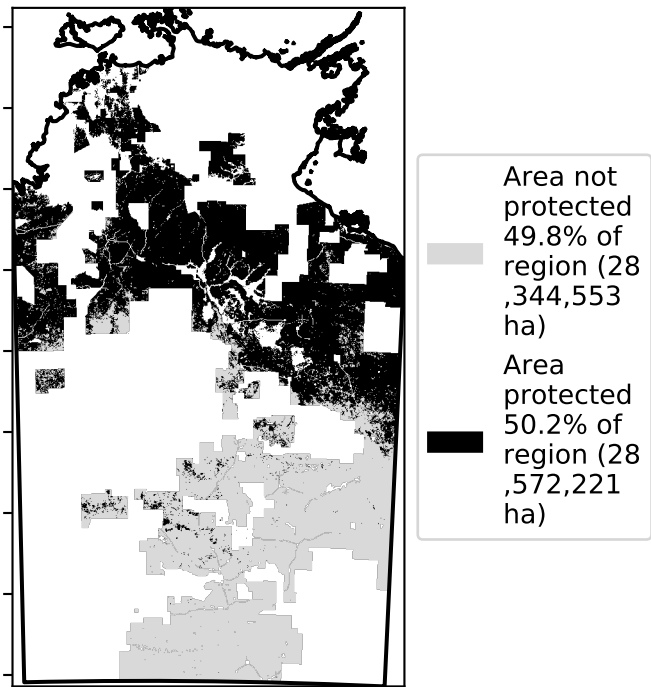 Area not
protected
49.8% of
region (28
,344,553
ha)
Area
protected
50.2% of
region (28
,572,221
ha)